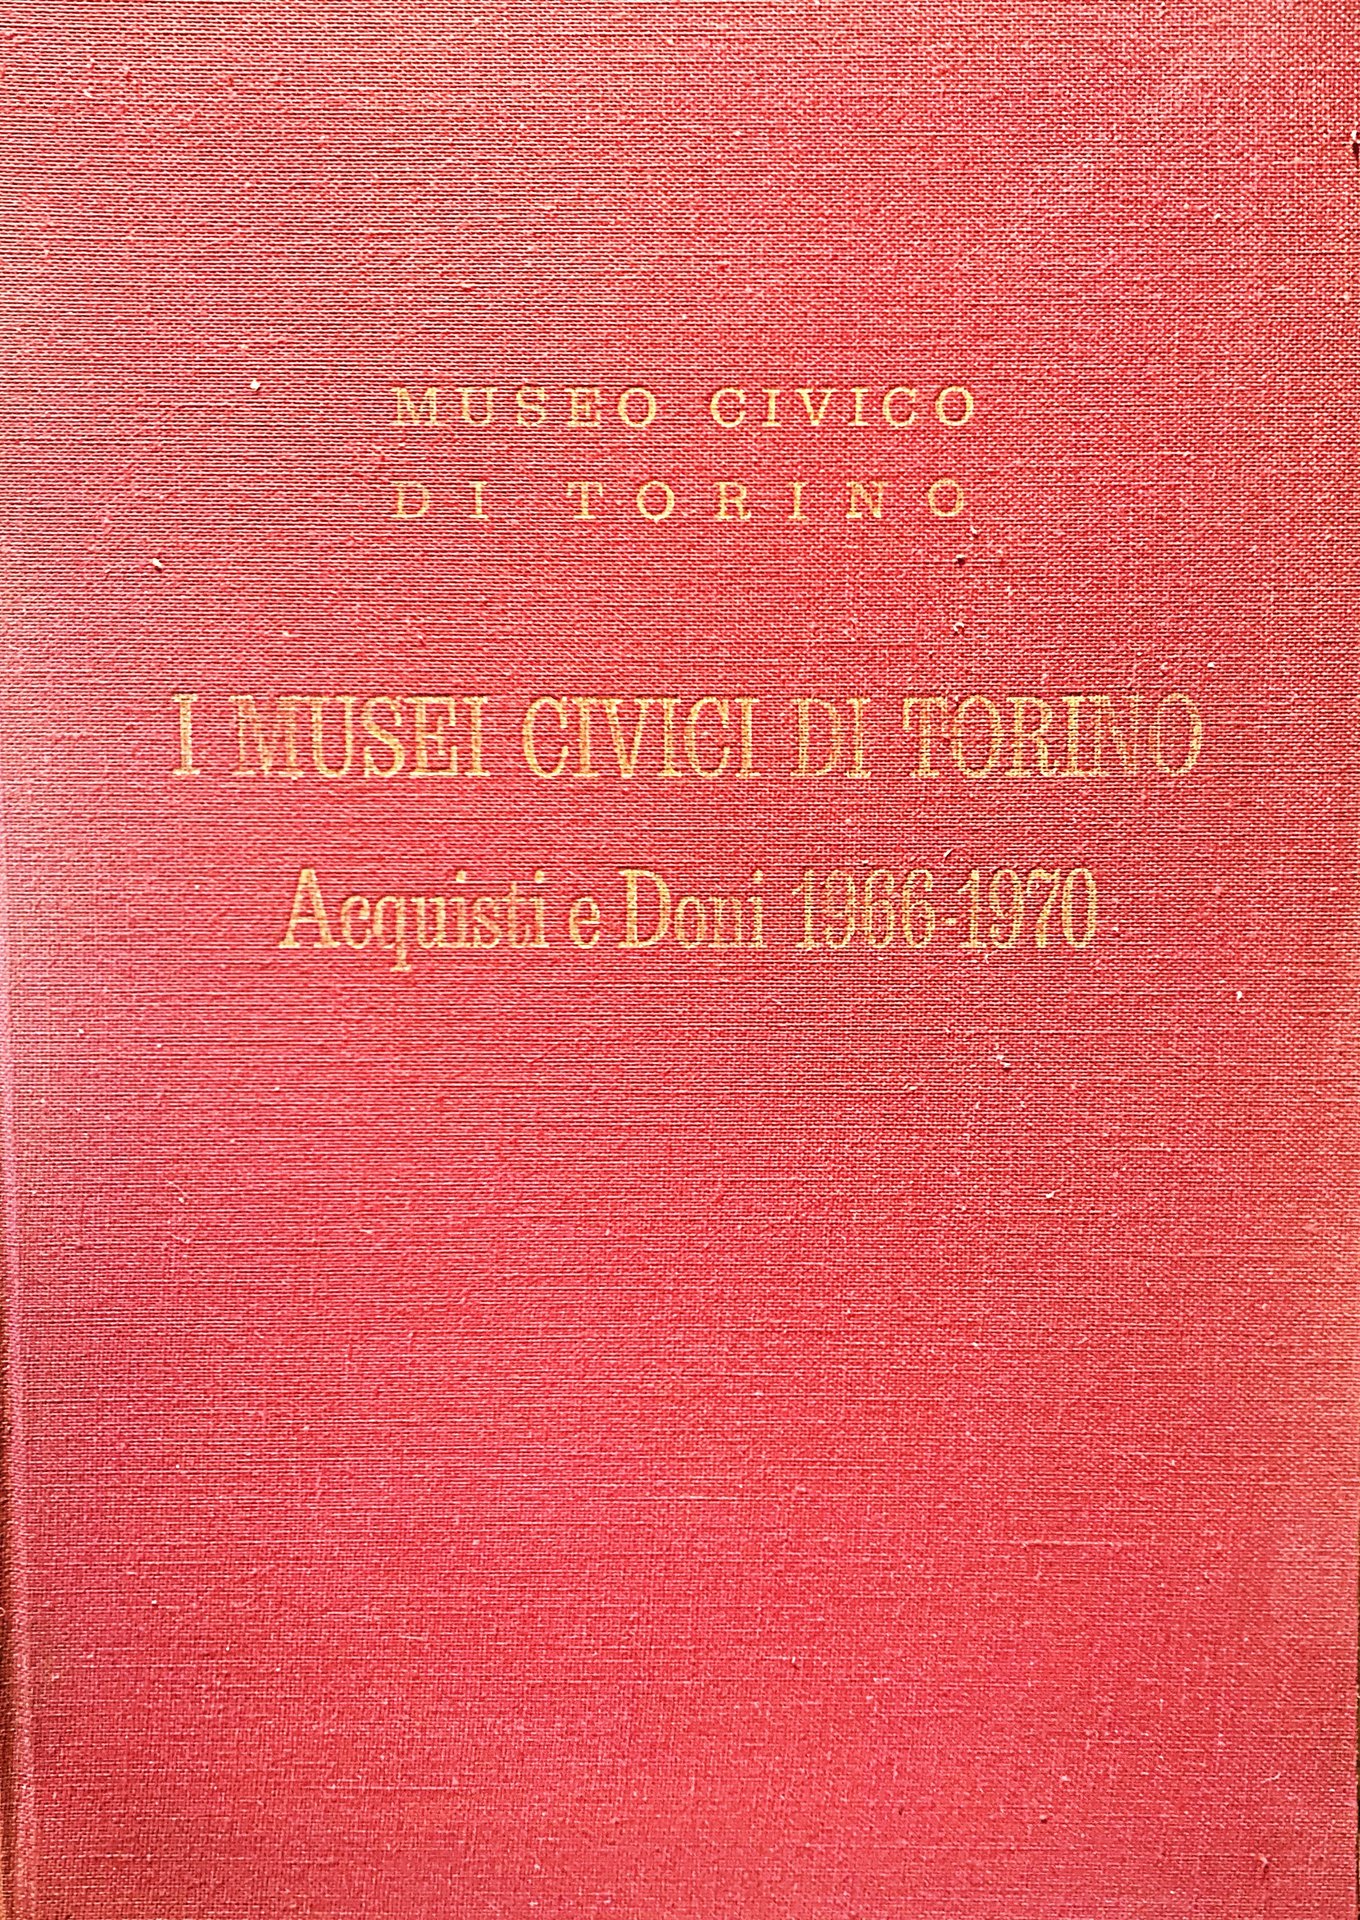 MUSEO CIVICO
DI TORINO
I MUSEI CIVICI DI TORINO
Acquisti e Doni 1966-1970